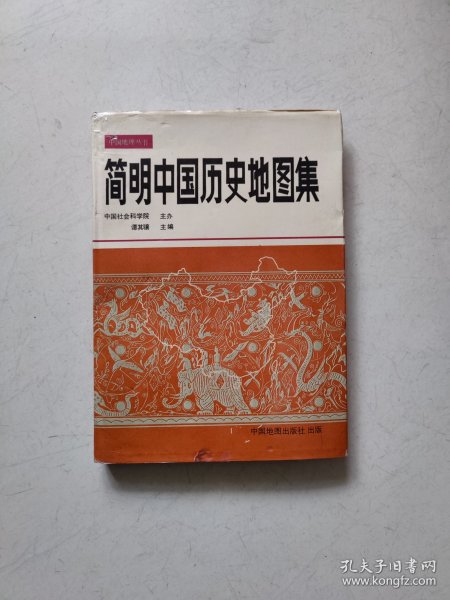 中国地理丛书
简明中国历史地图集
中国社会科学院 主办
谭其骧 主编
中国地图出版社 出版
孔夫子旧书网
www.kongfz.com